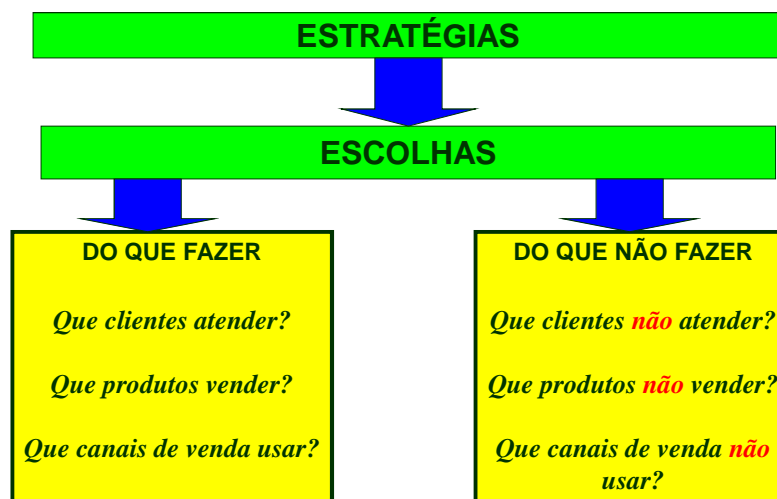 ESTRATÉGIAS
ESCOLHAS
DO QUE FAZER
Que clientes atender?
Que produtos vender?
Que canais de venda usar?
DO QUE NÃO FAZER
Que clientes não atender?
Que produtos não vender?
Que canais de venda não
usar?